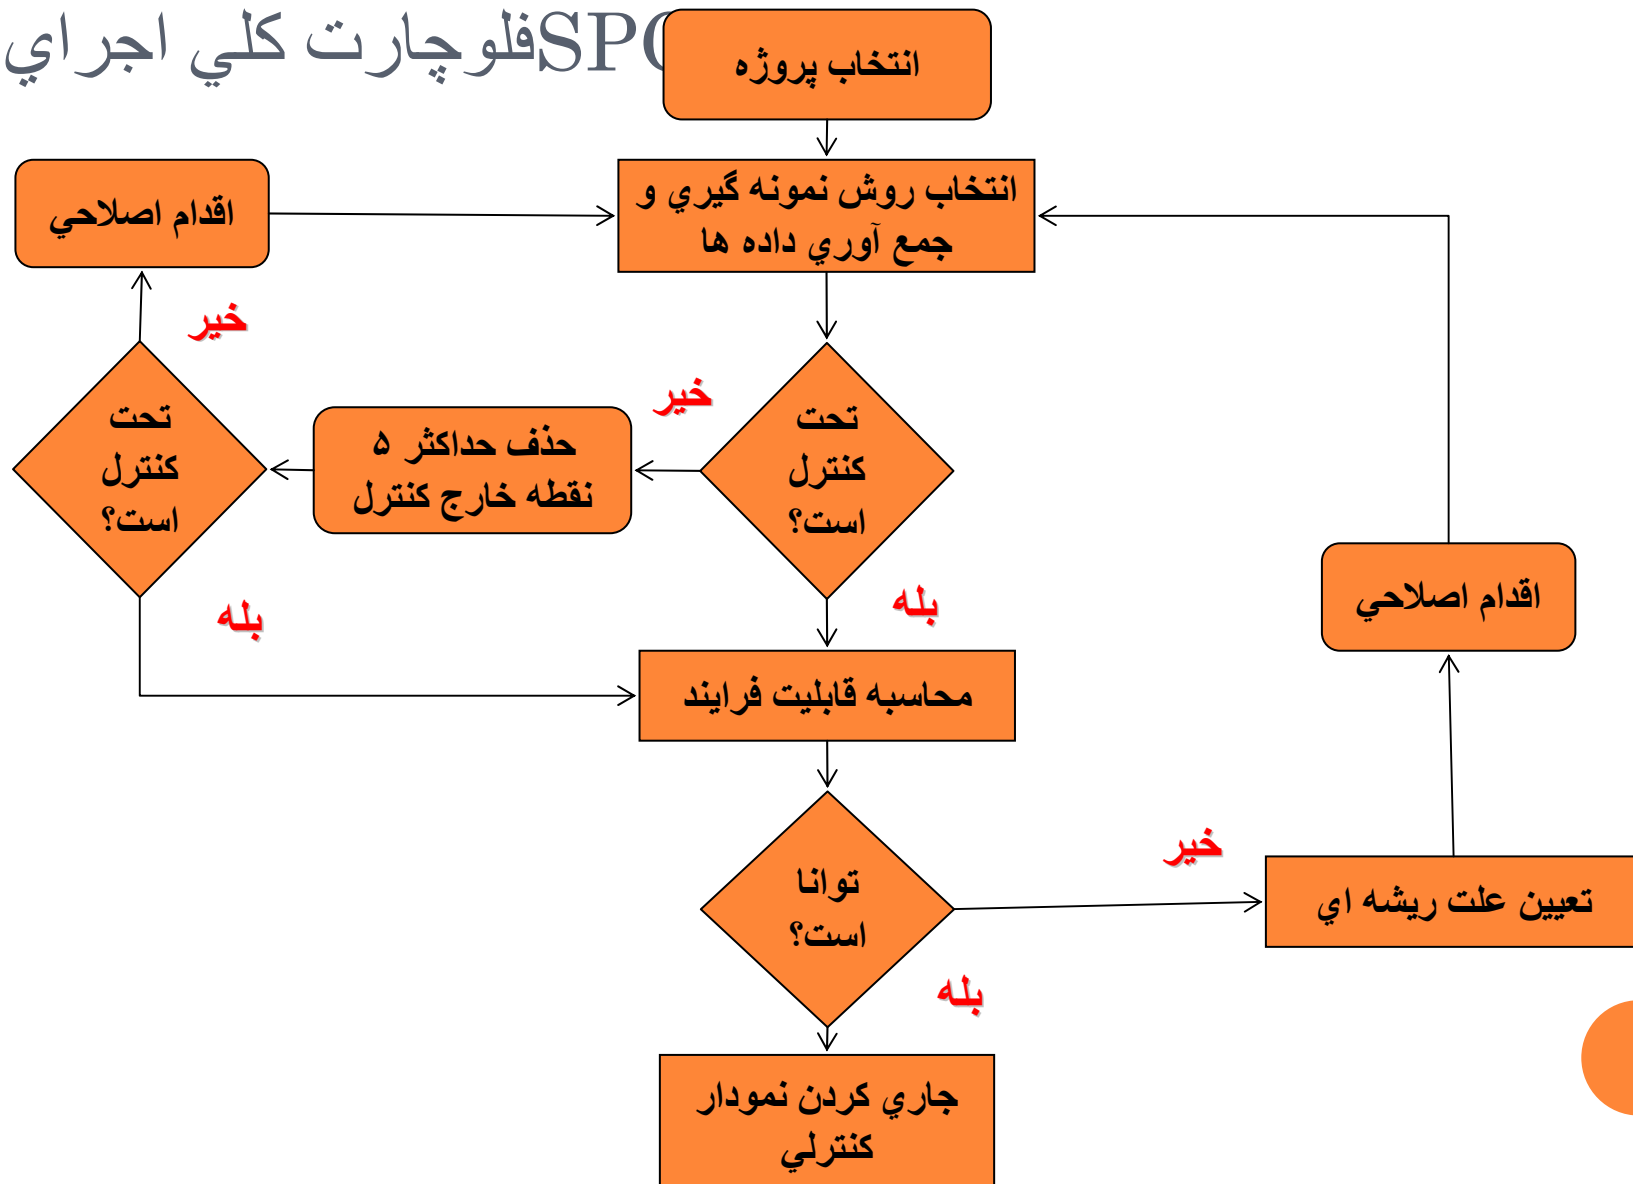 فلوچارت كلي اجراي SPC
انتخاب پروژه
انتخاب روش نمونه گيري و
جمع آوري داده ها
اقدام اصلاحي
خير
خير
تحت
كنترل
است؟
حذف حداكثر ۵
نقطه خارج كنترل
تحت
كنترل
است؟
بله
بله
اقدام اصلاحي
محاسبه قابليت فرايند
خير
توانا
است؟
تعيين علت ريشه اي
بله
جاري كردن نمودار
كنترلي